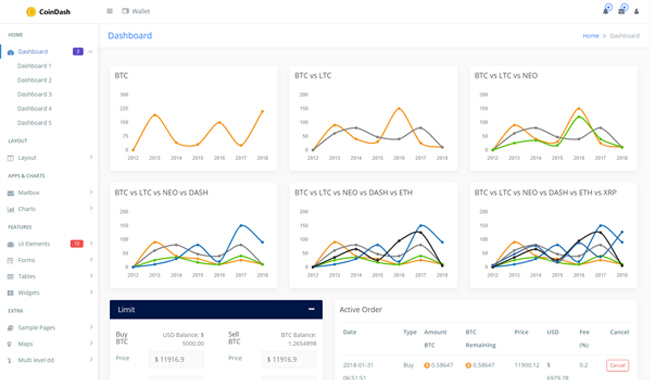 CoinDash
Wallet
HOME
Dashboard 2
Dashboard 1
Dashboard 2
Dashboard 3
Dashboard 4
Dashboard 5
LAYOUT
Layout
APPS & CHARTS
Mailbox
Charts
FEATURES
UI Elements 12
Forms
Tables
Widgets
EXTRA
Sample Pages
Maps
Multi level dd
Dashboard
Home > Dashboard
BTC
300
225
150
75
0
2012 2013 2014 2015 2016 2017 2018
BTC vs LTC
200
150
100
50
0
2012 2013 2014 2015 2016 2017 2018
BTC vs LTC vs NEO
200
150
100
50
0
2012 2013 2014 2015 2016 2017 2018
BTC vs LTC vs NEO vs DASH
200
150
100
50
0
2012 2013 2014 2015 2016 2017 2018
BTC vs LTC vs NEO vs DASH vs ETH
200
150
100
50
0
2012 2013 2014 2015 2016 2017 2018
BTC vs LTC vs NEO vs DASH vs ETH vs XRP
200
150
100
50
0
2012 2013 2014 2015 2016 2017 2018
Limit
Buy BTC
USD Balance: $ 5000.00
Price $ 11916.9
Sell BTC
BTC Balance: 1.2654898
Price $ 11916.9
Active Order
Date Type Amount BTC BTC Remaining Price USD Fee (%) Cancel
2018-01-31 06:51:51 Buy 0.58647 0.58647 11900.12 $ 6979.78 0.2 Cancel